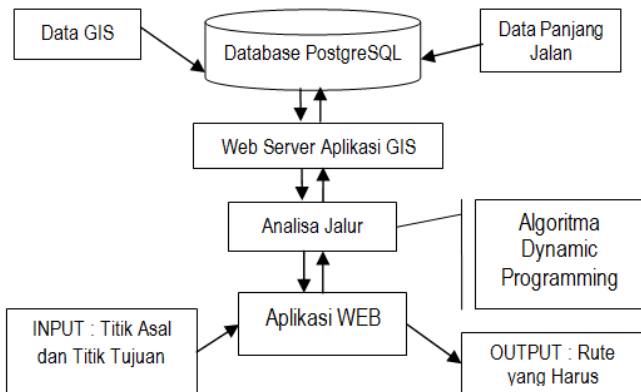 Data GIS
Database PostgreSQL
Data Panjang
Jalan
Web Server Aplikasi GIS
Analisa Jalur
Algoritma
Dynamic
Programming
INPUT : Titik Asal
dan Titik Tujuan
Aplikasi WEB
OUTPUT : Rute
yang Harus